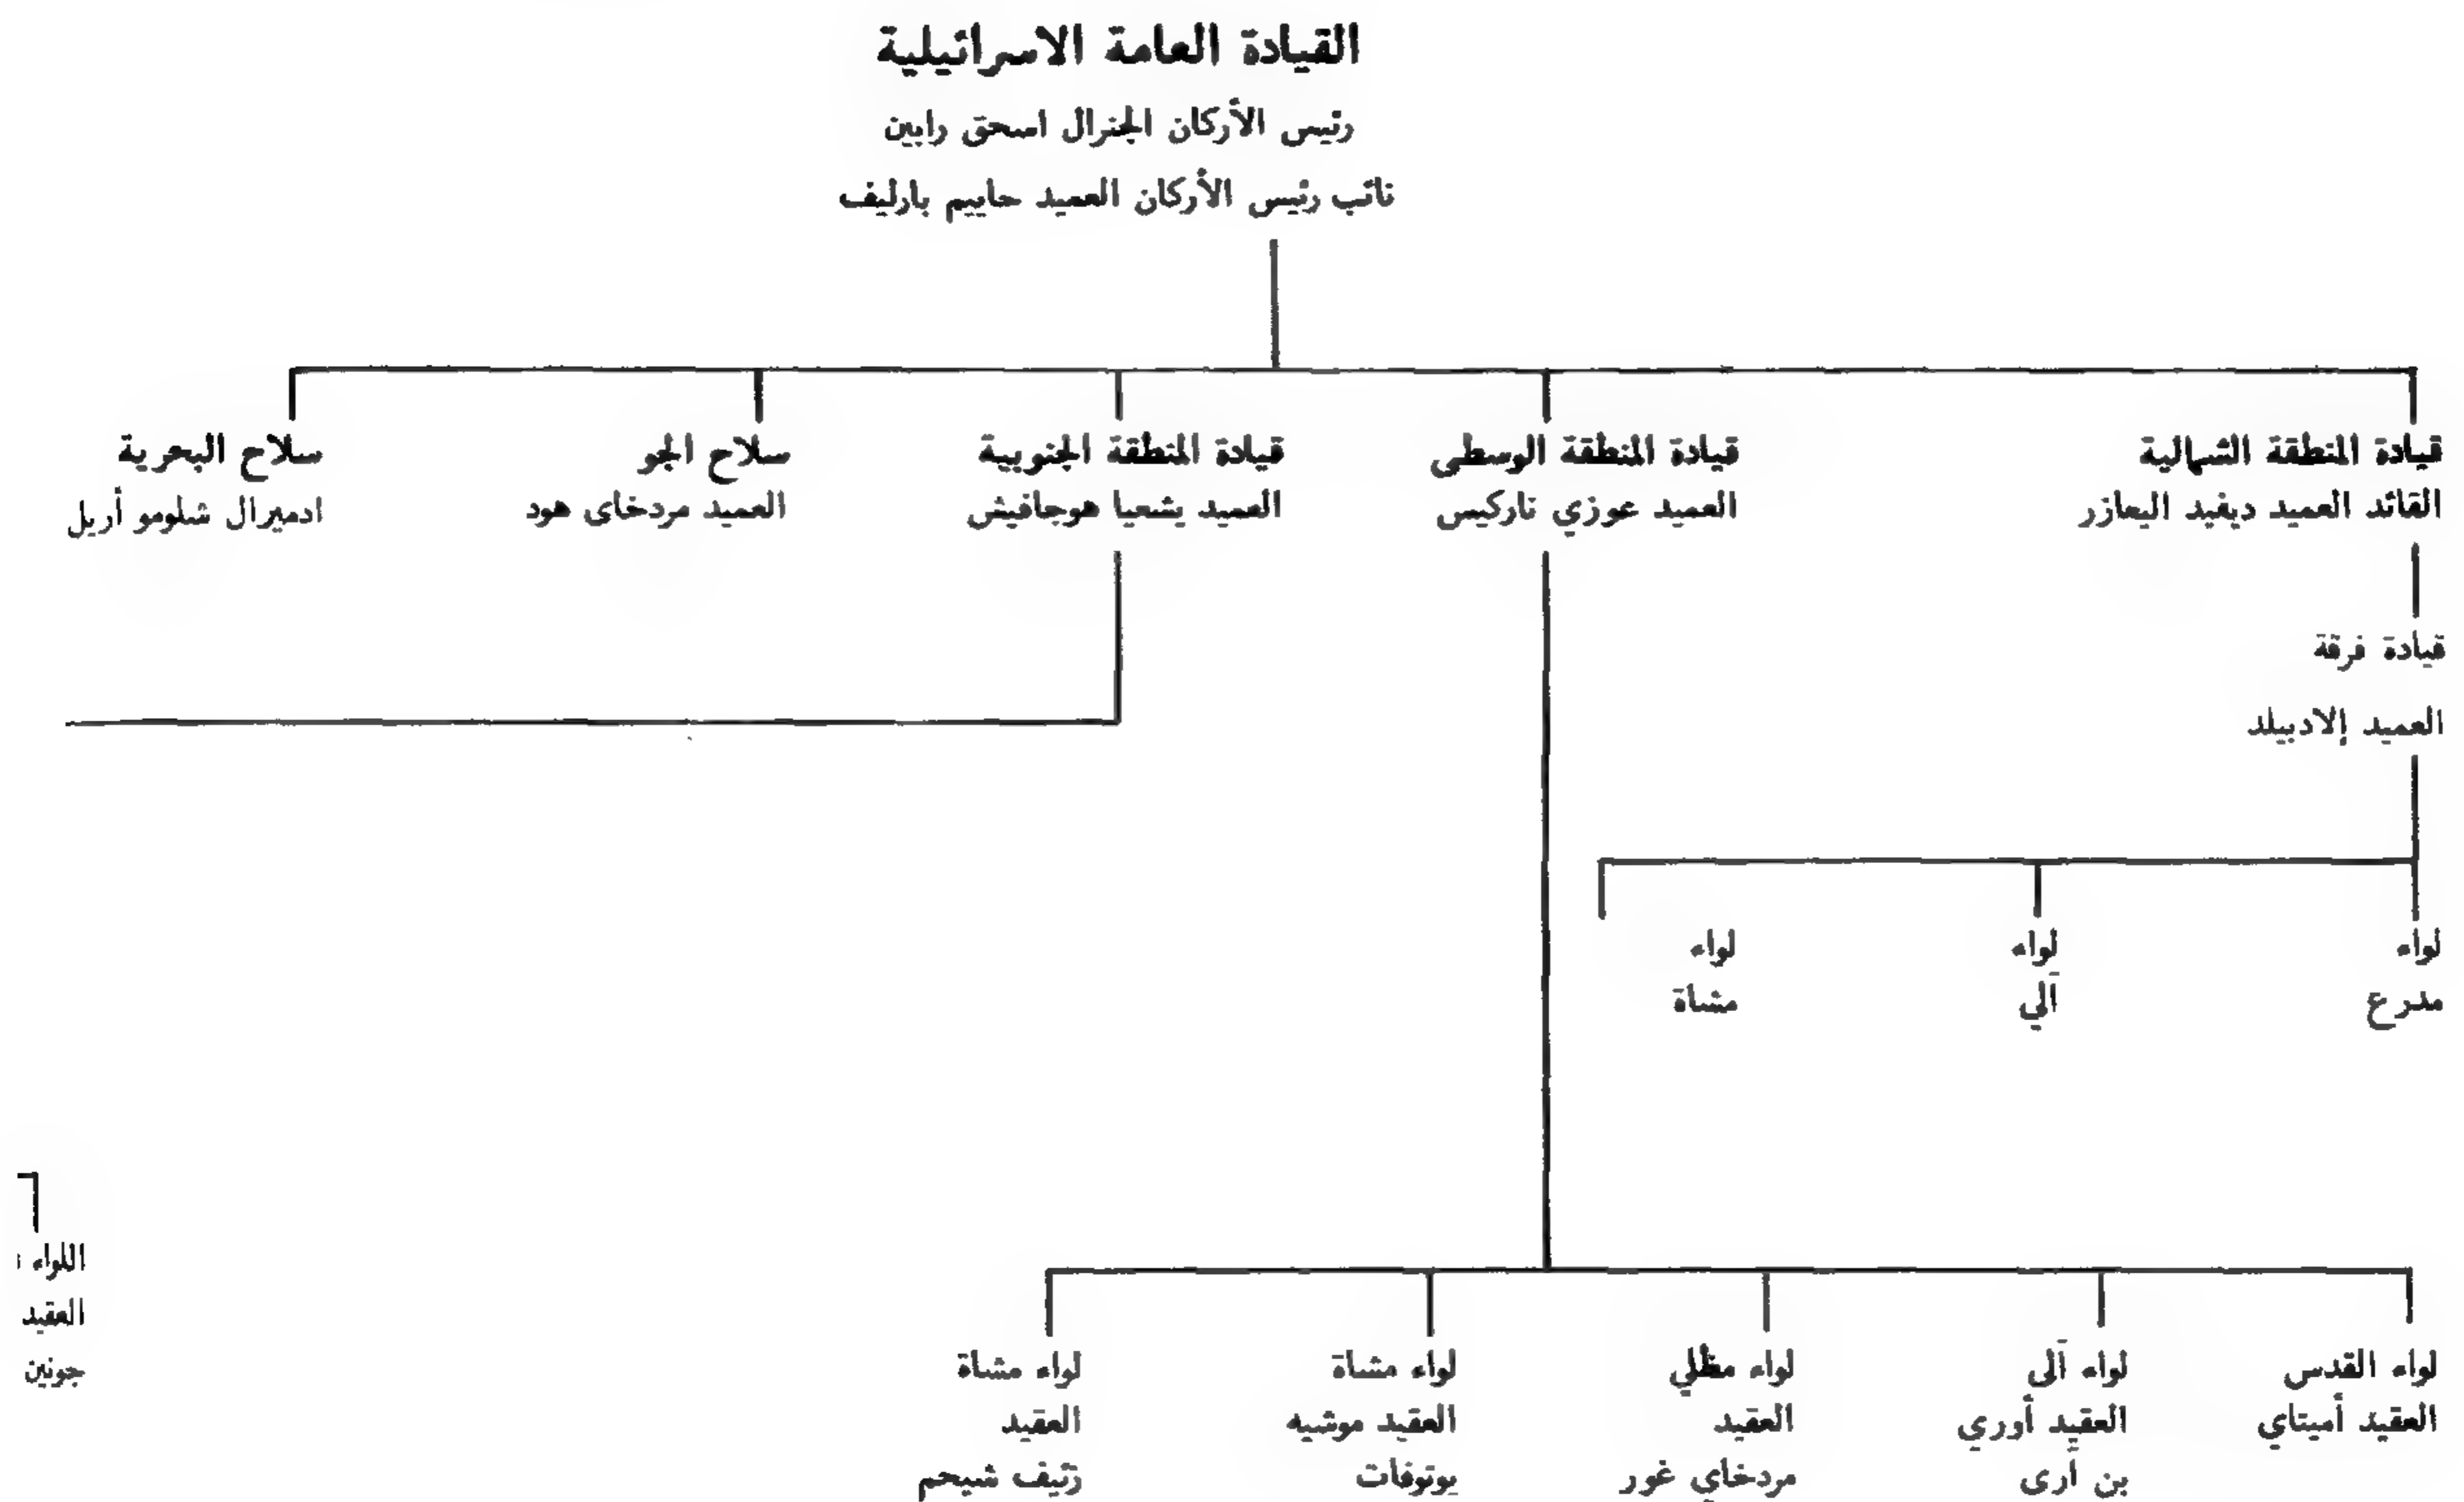 القيادة العامة الاسرائيلية
رئيس الأركان الجنرال اسحق رابين
نائب رئيس الأركان العميد حاييم بارليف
قيادة المنطقة الشمالية
القائد العميد ديفيد اليعازر
قيادة المنطقة الوسطى
العميد عوزي ناركيس
قيادة المنطقة الجنوبية
العميد يشعيا هوجافيش
سلاح الجو
العميد مردخاى هود
سلاح البحرية
ادميرال شلومو أريل
قيادة فرقة
العميد إلادبيلد
لواء
مدرع
لواء
آلي
لواء
مشاة
لواء القدس
العقيد أميتاي
لواء آلى
العقيد أوري
بن آرى
لواء مظلي
العقيد
مردخاي غور
لواء مشاة
العقيد موشيه
يوتوفات
لواء مشاة
العقيد
زئيف شيحم
اللواء
العقيد
جونين